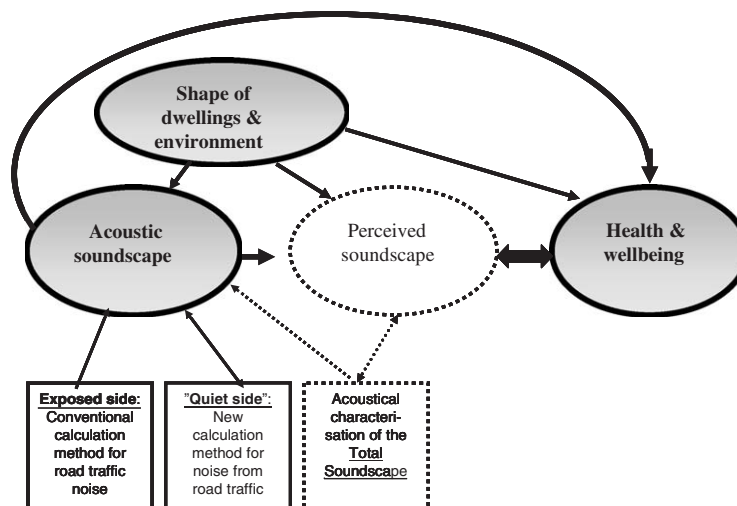 Shape of
dwellings &
environment
Acoustic
soundscape
Perceived
soundscape
Health &
wellbeing
Exposed side:
Conventional
calculation
method for
road traffic
noise
"Quiet side":
New
calculation
method for
noise from
road traffic
Acoustical
characteri-
sation of the
Total
Soundscape